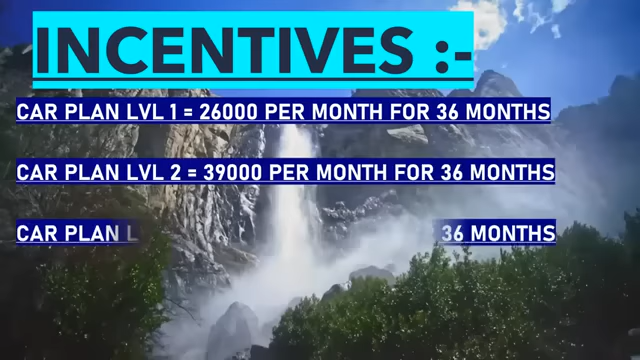 INCENTIVES :-
CAR PLAN LVL 1 = 26000 PER MONTH FOR 36 MONTHS
CAR PLAN LVL 2 = 39000 PER MONTH FOR 36 MONTHS
CAR PLAN 36 MONTHS